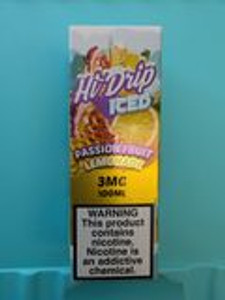 Hi-Drip
ICED
PASSION FRUIT
LEMONADE
3MG
100ML
WARNING
This product
contains
nicotine.
Nicotine is
an addictive
chemical.